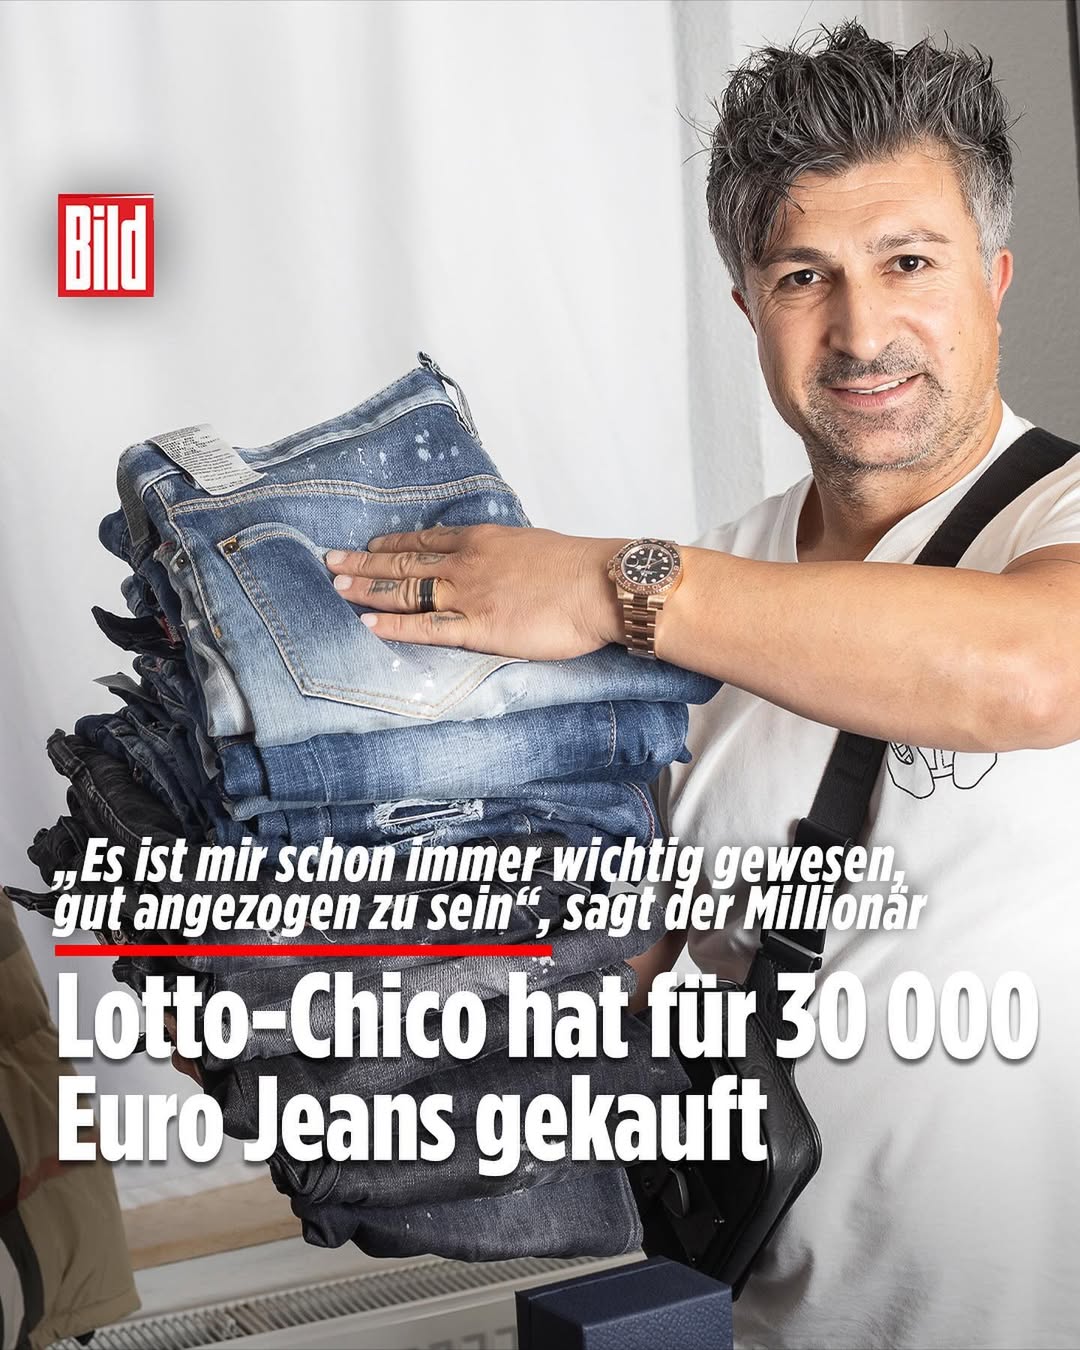 Bild
„Es ist mir schon immer wichtig gewesen,
gut angezogen zu sein“, sagt der Millionär
Lotto-Chico hat für 30 000
Euro Jeans gekauft